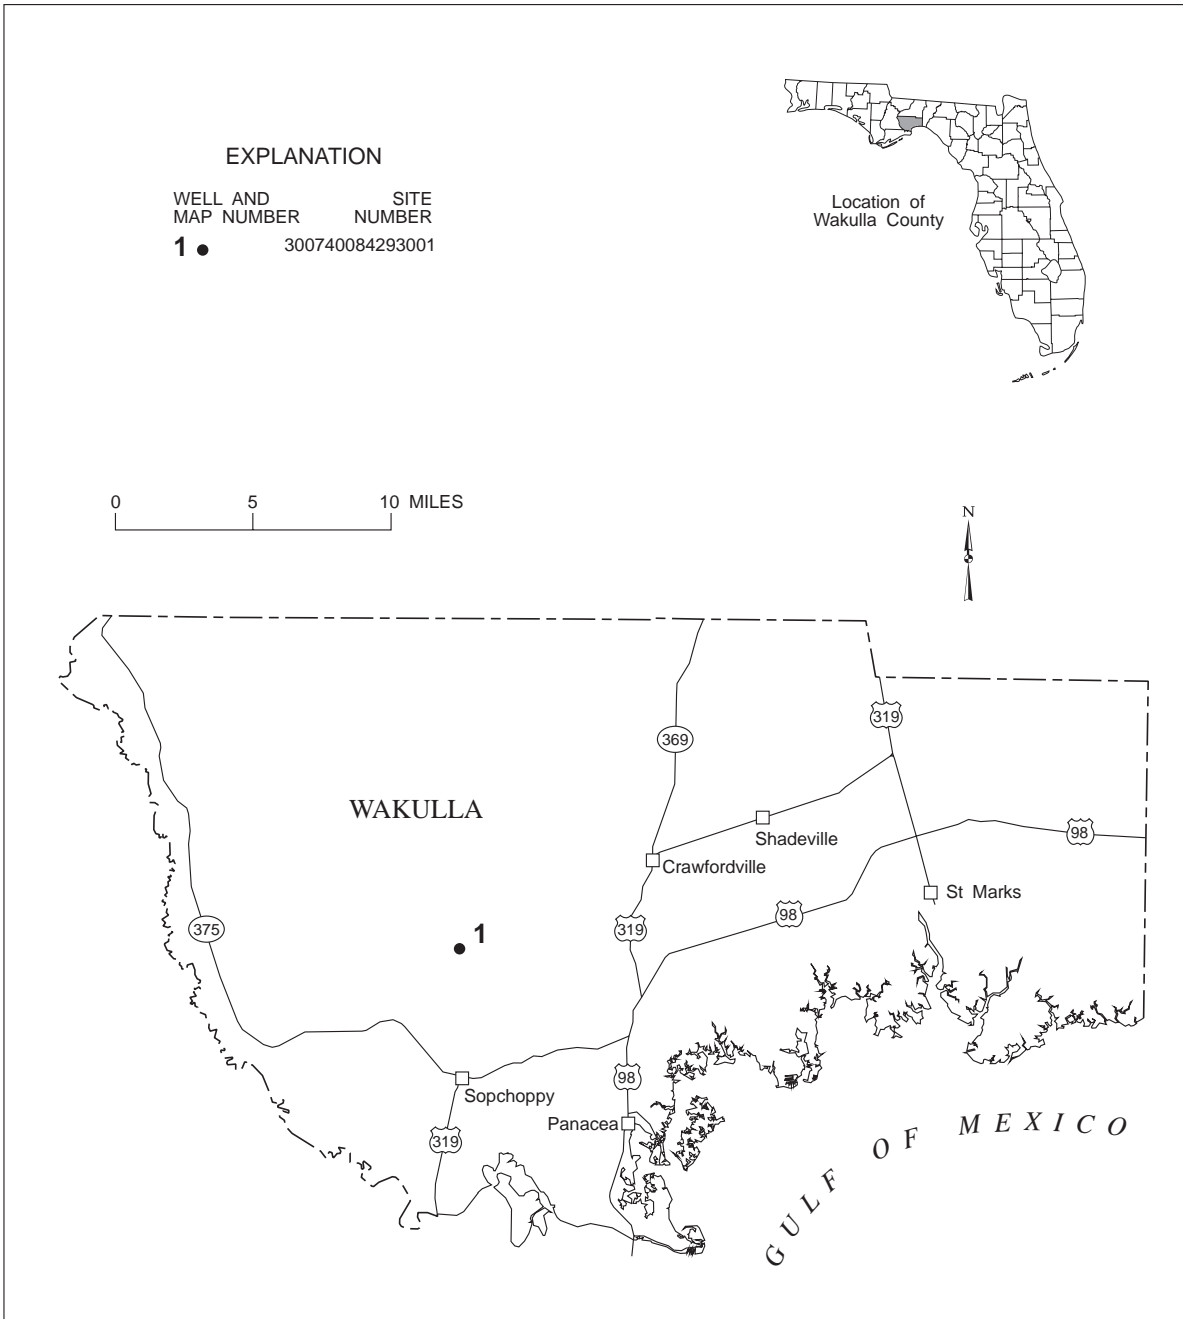 EXPLANATION
WELL AND
MAP NUMBER
SITE
NUMBER
1
300740084293001
Location of
Wakulla County
0 5 10 MILES
N
319
369
WAKULLA
Shadeville
98
Crawfordville
St Marks
98
375
319
1
98
Sopchoppy
Panacea
319
GULF OF MEXICO